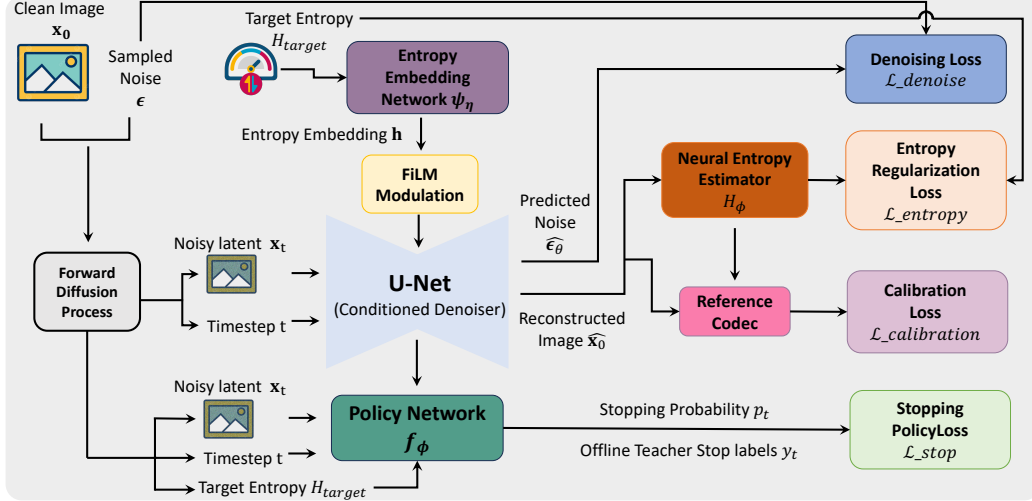 Clean Image
𝐱𝟎
Sampled
Noise
𝝐
Target Entropy
𝐻𝑡𝑎𝑟𝑔𝑒𝑡
Entropy
Embedding
Network 𝝍𝜼
Entropy Embedding 𝐡
FiLM
Modulation
Denoising Loss
ℒ_𝑑𝑒𝑛𝑜𝑖𝑠𝑒
Neural Entropy
Estimator
𝐻𝜙
Entropy
Regularization
Loss
ℒ_𝑒𝑛𝑡𝑟𝑜𝑝𝑦
Predicted
Noise
𝝐𝜃̂
Noisy latent 𝐱t
Forward
Diffusion
Process
Timestep t
U-Net
(Conditioned Denoiser)
Reconstructed
Image 𝐱𝟎̂
Reference
Codec
Calibration
Loss
ℒ_𝑐𝑎𝑙𝑖𝑏𝑟𝑎𝑡𝑖𝑜𝑛
Noisy latent 𝐱t
Timestep t
Target Entropy 𝐻𝑡𝑎𝑟𝑔𝑒𝑡
Policy Network
𝒇𝝓
Stopping Probability 𝑝𝑡
Offline Teacher Stop labels 𝑦𝑡
Stopping
PolicyLoss
ℒ_𝑠𝑡𝑜𝑝